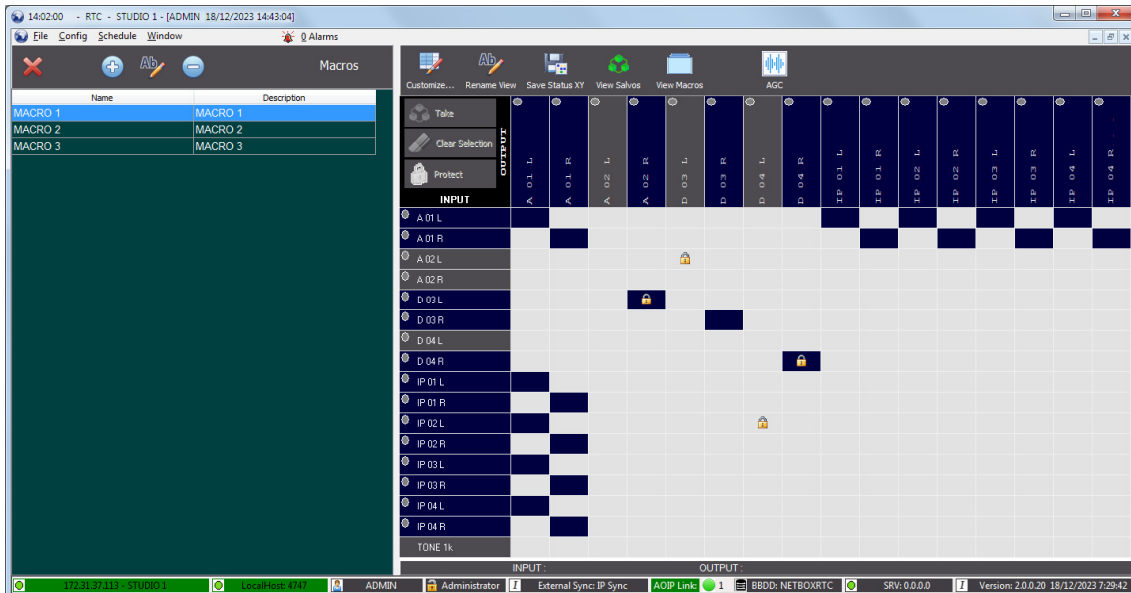 14:02:00 - RTC - STUDIO 1 - [ADMIN 18/12/2023 14:43:04]
File Config Schedule Window 0 Alarms
Ab Macros
Name Description
MACRO 1 MACRO 1
MACRO 2 MACRO 2
MACRO 3 MACRO 3
Ab
Customize... Rename View Save Status XY View Salvos View Macros AGC
Take
Clear Selection
Protect
OUTPUT
INPUT
A 01 L
A 01 R
A 02 L
A 02 R
D 03 L
D 03 R
D 04 L
D 04 R
IP 01 L
IP 01 R
IP 02 L
IP 02 R
IP 03 L
IP 03 R
IP 04 L
IP 04 R
A 01 L
A 01 R
A 02 L
A 02 R
D 03 L
D 03 R
D 04 L
D 04 R
IP 01 L
IP 01 R
IP 02 L
IP 02 R
IP 03 L
IP 03 R
IP 04 L
IP 04 R
TONE 1k
INPUT : OUTPUT :
172.31.37.113 - STUDIO 1 LocalHost: 4747 ADMIN Administrator I External Sync: IP Sync AOIP Link: 1 BBDD: NETBOXRTC SRV: 0.0.0.0 I Version: 2.0.0.20 18/12/2023 7:29:42